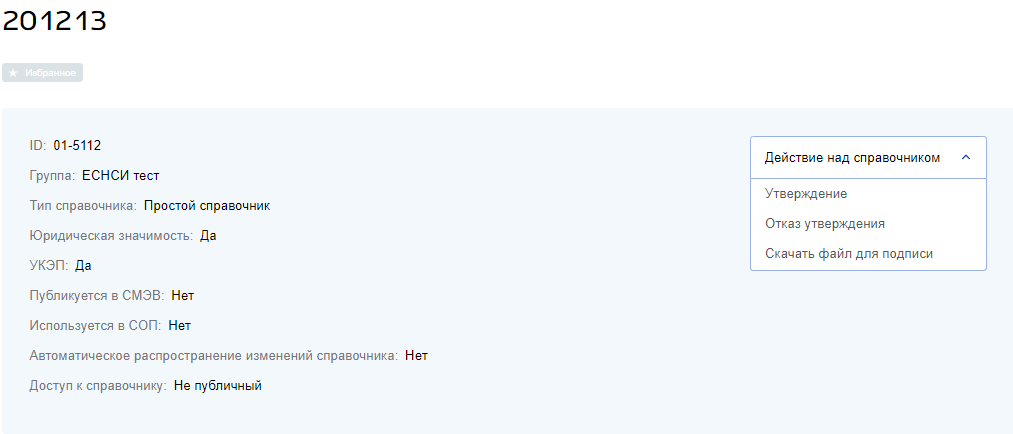 201213
★ Избранное
ID: 01-5112
Группа: ЕСНСИ тест
Тип справочника: Простой справочник
Юридическая значимость: Да
УКЭП: Да
Публикуется в СМЭВ: Нет
Используется в СОП: Нет
Автоматическое распространение изменений справочника: Нет
Доступ к справочнику: Не публичный
Действие над справочником
Утверждение
Отказ утверждения
Скачать файл для подписи